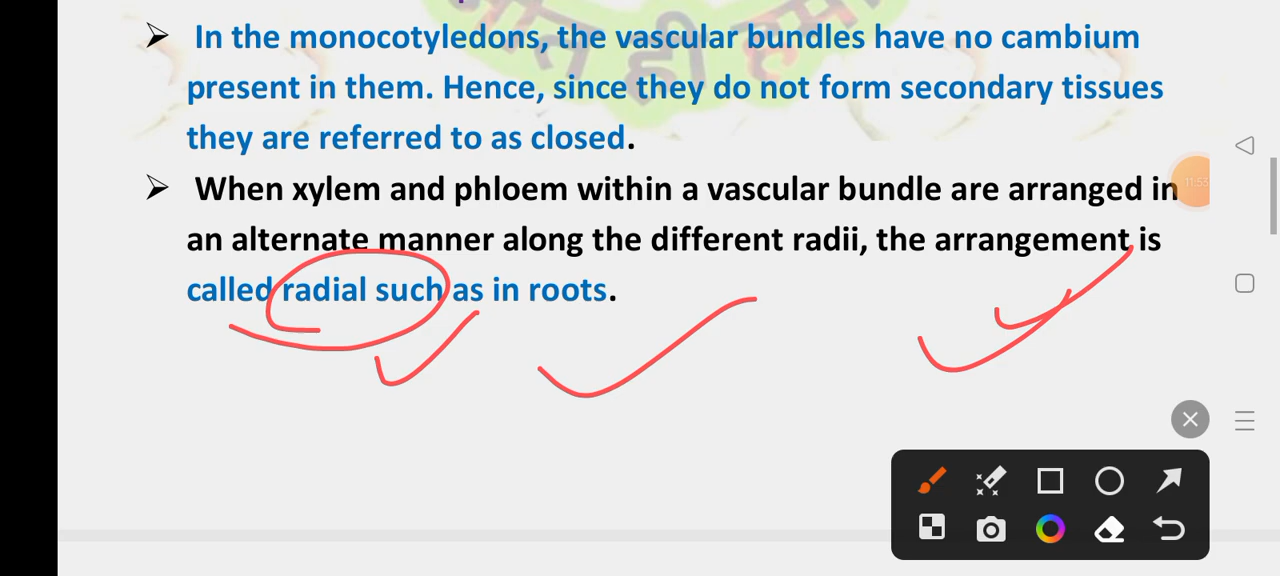 ➢ In the monocotyledons, the vascular bundles have no cambium
present in them. Hence, since they do not form secondary tissues
they are referred to as closed.
➢ When xylem and phloem within a vascular bundle are arranged in
an alternate manner along the different radii, the arrangement is
called radial such as in roots.
11:55